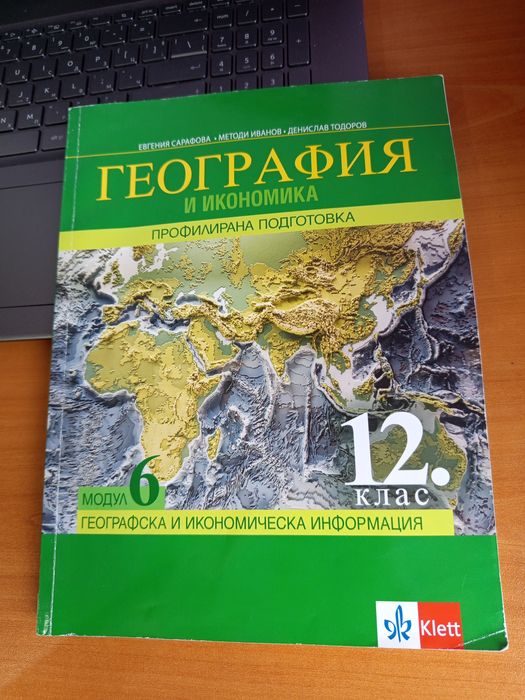 ЕВГЕНИЯ САРАФОВА • МЕТОДИ ИВАНОВ • ДЕНИСЛАВ ТОДОРОВ
ГЕОГРАФИЯ
И ИКОНОМИКА
ПРОФИЛИРАНА ПОДГОТОВКА
12.
клас
МОДУЛ 6
ГЕОГРАФСКА И ИКОНОМИЧЕСКА ИНФОРМАЦИЯ
Klett